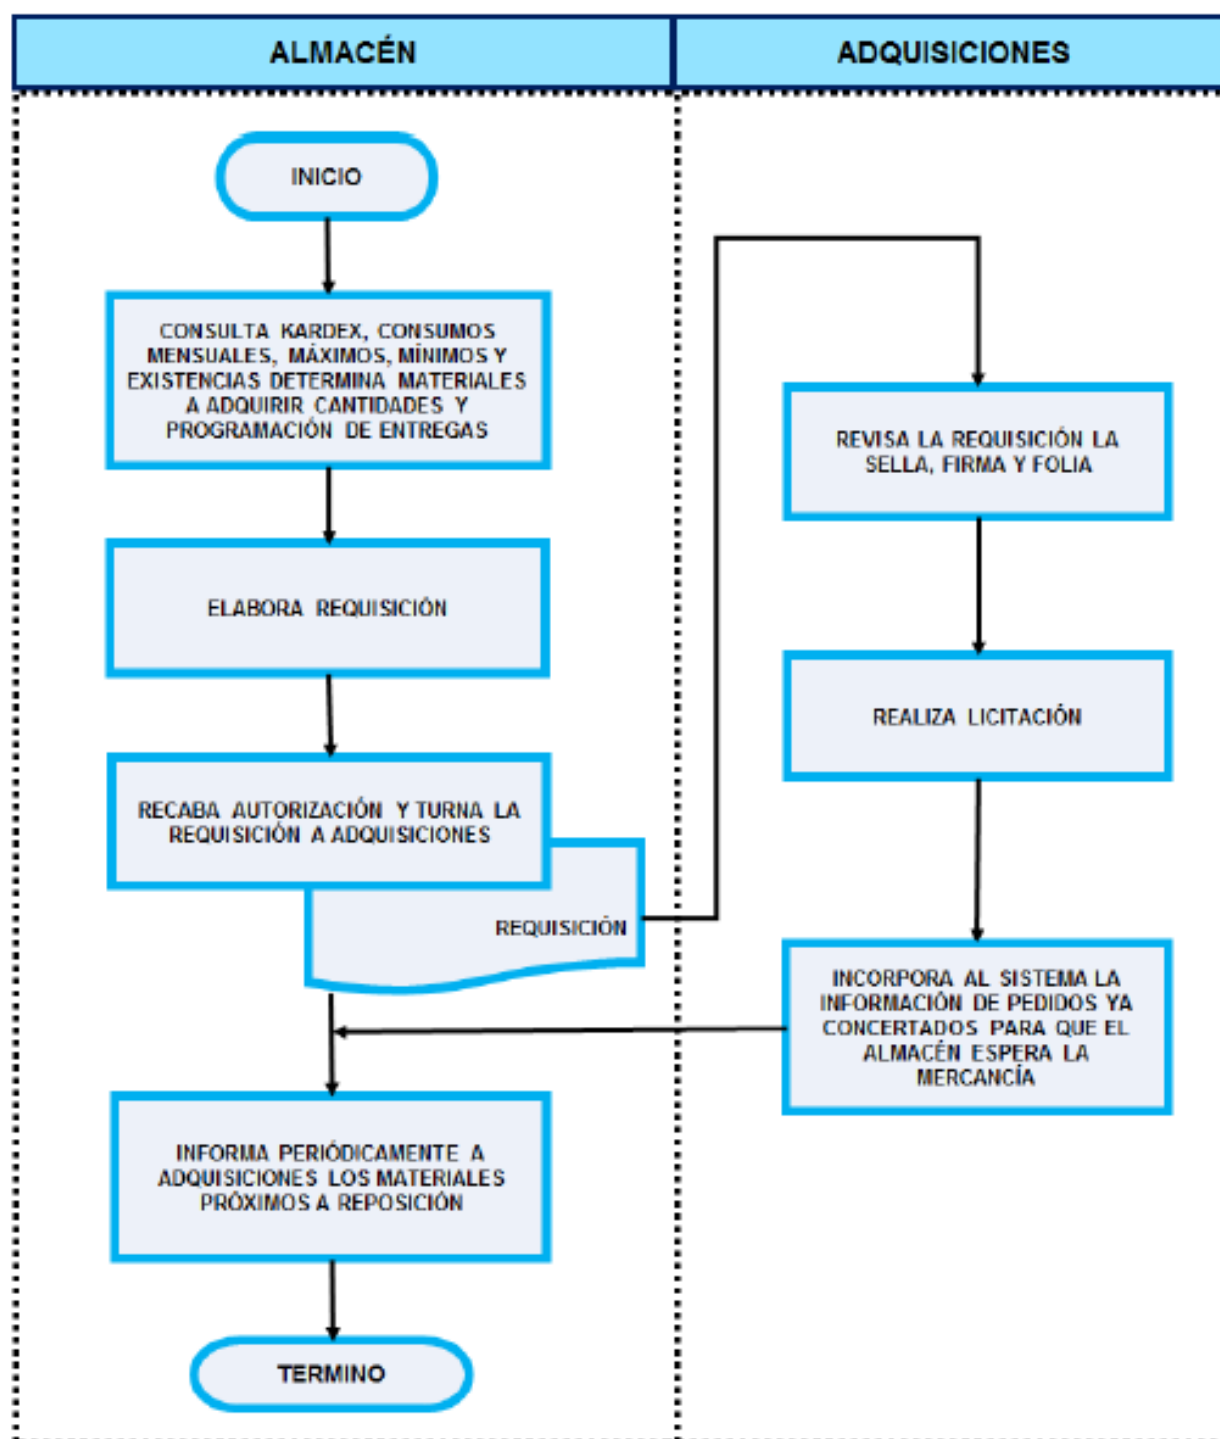 ALMACÉN
ADQUISICIONES
INICIO
CONSULTA KARDEX, CONSUMOS
MENSUALES, MÁXIMOS, MÍNIMOS Y
EXISTENCIAS DETERMINA MATERIALES
A ADQUIRIR CANTIDADES Y
PROGRAMACIÓN DE ENTREGAS
ELABORA REQUISICIÓN
RECABA AUTORIZACIÓN Y TURNA LA
REQUISICIÓN A ADQUISICIONES
REQUISICIÓN
REVISA LA REQUISICIÓN LA
SELLA, FIRMA Y FOLIA
REALIZA LICITACIÓN
INCORPORA AL SISTEMA LA
INFORMACIÓN DE PEDIDOS YA
CONCERTADOS PARA QUE EL
ALMACÉN ESPERA LA
MERCANCÍA
INFORMA PERIÓDICAMENTE A
ADQUISICIONES LOS MATERIALES
PRÓXIMOS A REPOSICIÓN
TERMINO